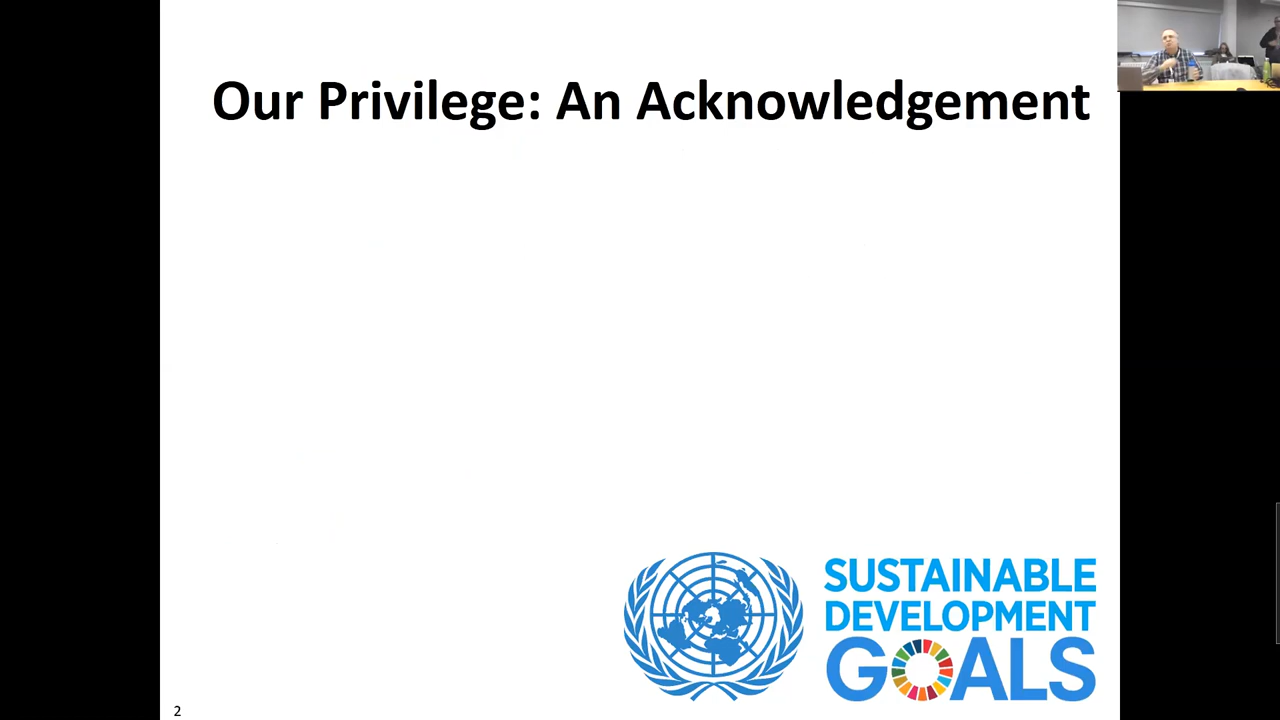 Our Privilege: An Acknowledgement
SUSTAINABLE
DEVELOPMENT
GOALS
2